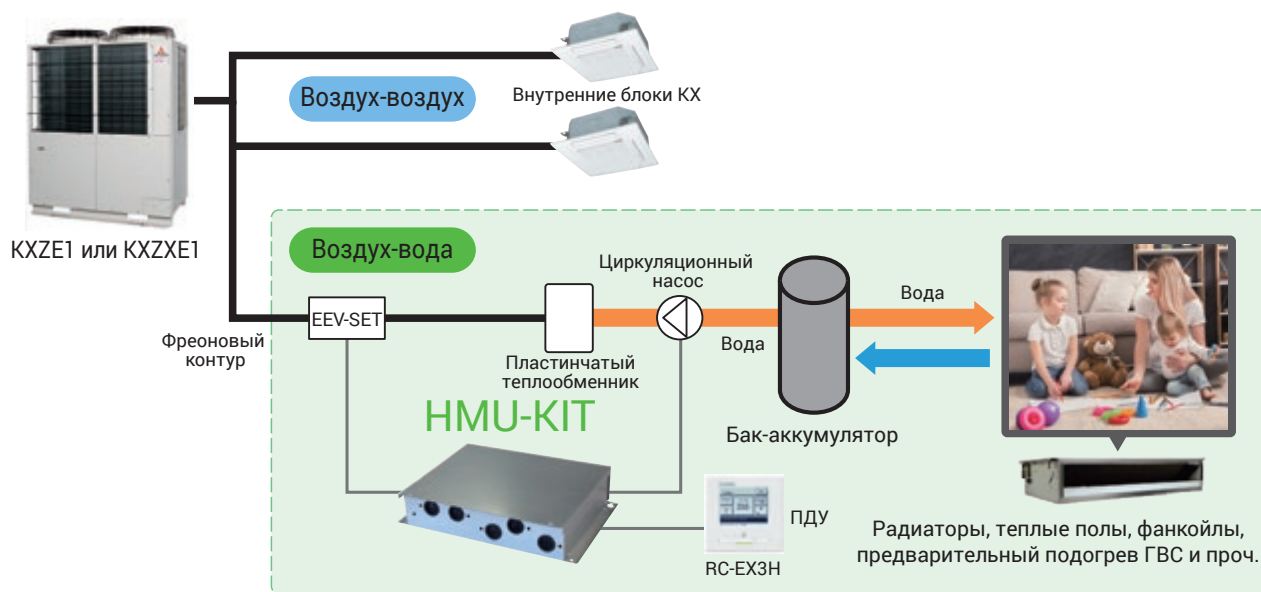 Воздух-воздух
Внутренние блоки KX
KXZE1 или KXZXE1
Воздух-вода
Циркуляционный
насос
Вода
EEV-SET
Фреоновый
контур
Вода
Пластинчатый
теплообменник
HMU-KIT
Бак-аккумулятор
ПДУ
RC-EX3H
Радиаторы, теплые полы, фанкойлы,
предварительный подогрев ГВС и проч.